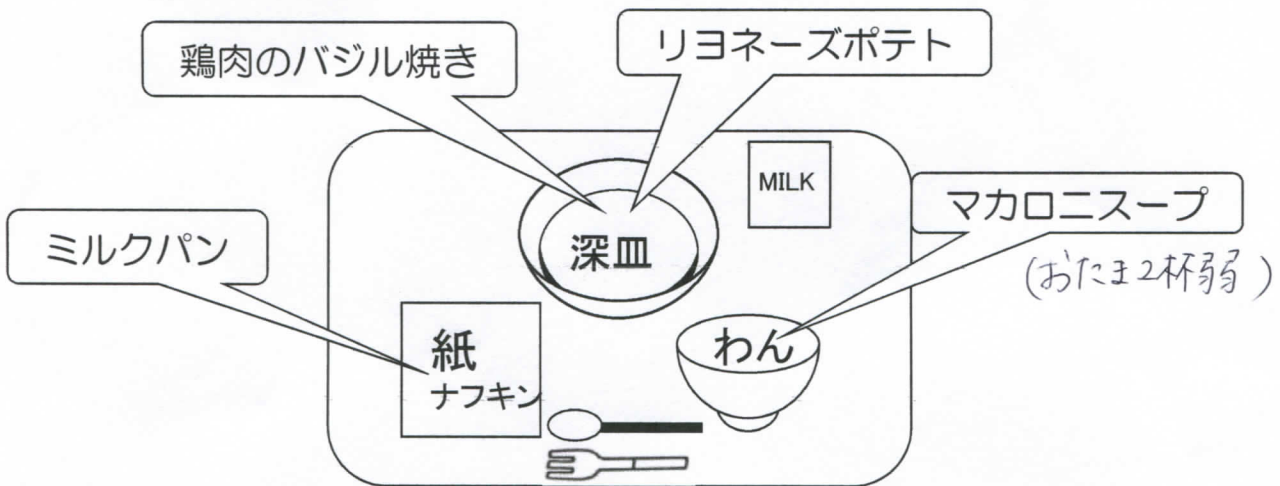 鶏肉のバジル焼き
リヨネーズポテト
MILK
マカロニスープ
(おたま2杯弱)
ミルクパン
深皿
紙
ナフキン
わん